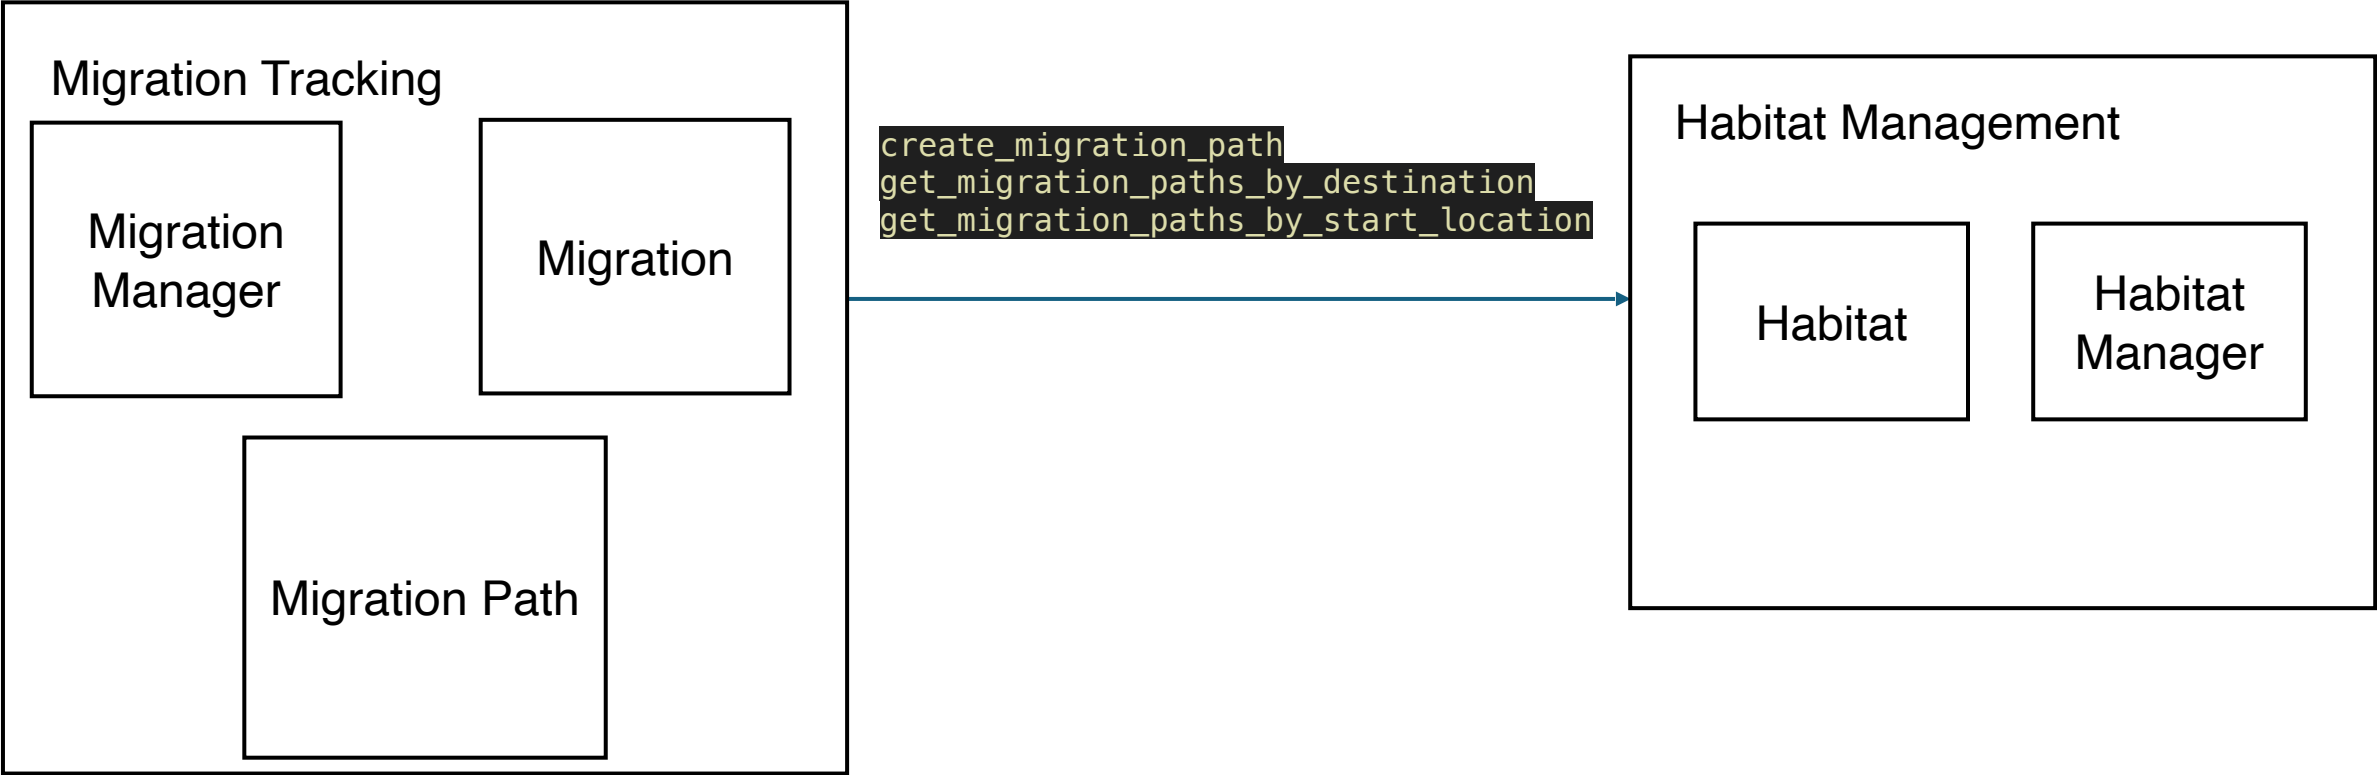 Migration Tracking
Migration
Manager
Migration
Migration Path
create_migration_path
get_migration_paths_by_destination
get_migration_paths_by_start_location
Habitat Management
Habitat
Habitat
Manager